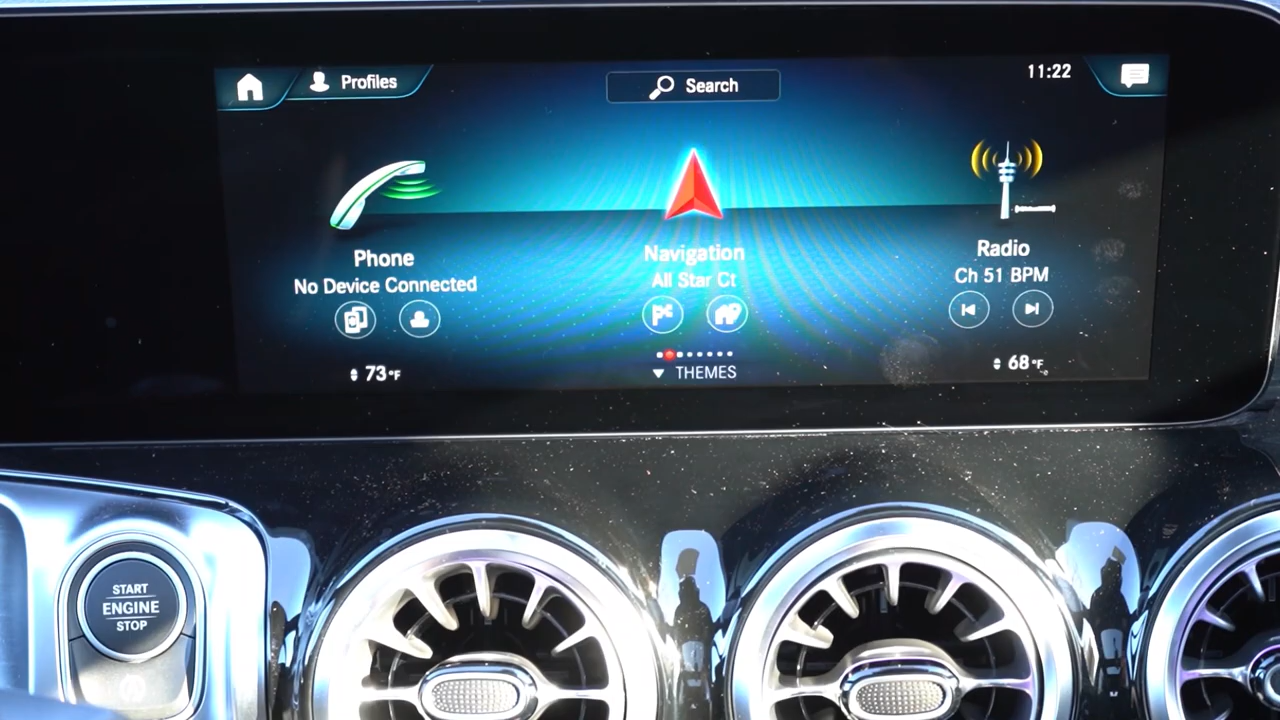 Profiles
Search
11:22
Phone
No Device Connected
Navigation
All Star Ct
Radio
Ch 51 BPM
73°F
THEMES
68°F
START
ENGINE
STOP